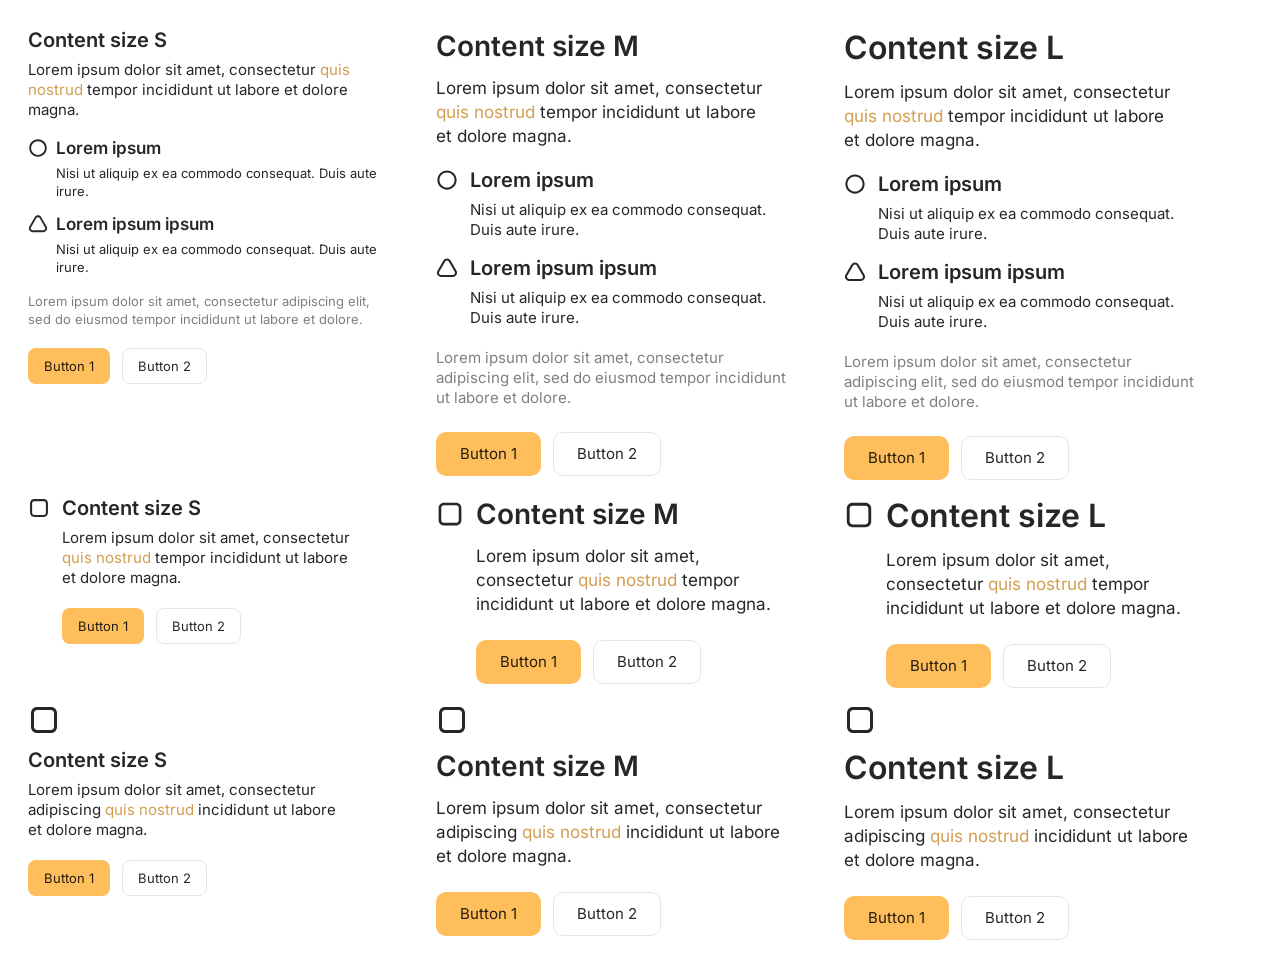 Content size S
Lorem ipsum dolor sit amet, consectetur quis
nostrud tempor incididunt ut labore et dolore
magna.
Lorem ipsum
Nisi ut aliquip ex ea commodo consequat. Duis aute
irure.
Lorem ipsum ipsum
Nisi ut aliquip ex ea commodo consequat. Duis aute
irure.
Lorem ipsum dolor sit amet, consectetur adipiscing elit,
sed do eiusmod tempor incididunt ut labore et dolore.
Button 1
Button 2
Content size M
Lorem ipsum dolor sit amet, consectetur
quis nostrud tempor incididunt ut labore
et dolore magna.
Lorem ipsum
Nisi ut aliquip ex ea commodo consequat.
Duis aute irure.
Lorem ipsum ipsum
Nisi ut aliquip ex ea commodo consequat.
Duis aute irure.
Lorem ipsum dolor sit amet, consectetur
adipiscing elit, sed do eiusmod tempor incididunt
ut labore et dolore.
Button 1
Button 2
Content size L
Lorem ipsum dolor sit amet, consectetur
quis nostrud tempor incididunt ut labore
et dolore magna.
Lorem ipsum
Nisi ut aliquip ex ea commodo consequat.
Duis aute irure.
Lorem ipsum ipsum
Nisi ut aliquip ex ea commodo consequat.
Duis aute irure.
Lorem ipsum dolor sit amet, consectetur
adipiscing elit, sed do eiusmod tempor incididunt
ut labore et dolore.
Button 1
Button 2
Content size S
Lorem ipsum dolor sit amet, consectetur
quis nostrud tempor incididunt ut labore
et dolore magna.
Button 1
Button 2
Content size M
Lorem ipsum dolor sit amet,
consectetur quis nostrud tempor
incididunt ut labore et dolore magna.
Button 1
Button 2
Content size L
Lorem ipsum dolor sit amet,
consectetur quis nostrud tempor
incididunt ut labore et dolore magna.
Button 1
Button 2
Content size S
Lorem ipsum dolor sit amet, consectetur
adipiscing quis nostrud incididunt ut labore
et dolore magna.
Button 1
Button 2
Content size M
Lorem ipsum dolor sit amet, consectetur
adipiscing quis nostrud incididunt ut labore
et dolore magna.
Button 1
Button 2
Content size L
Lorem ipsum dolor sit amet, consectetur
adipiscing quis nostrud incididunt ut labore
et dolore magna.
Button 1
Button 2